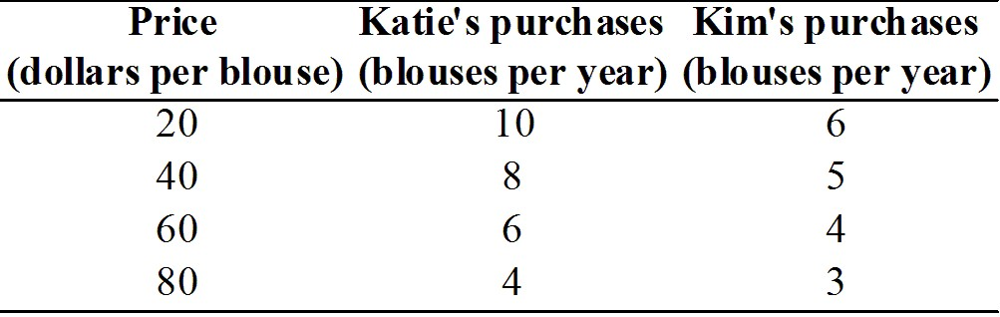 Price Katie's purchases Kim's purchases
(dollars per blouse) (blouses per year) (blouses per year)
20 10 6
40 8 5
60 6 4
80 4 3